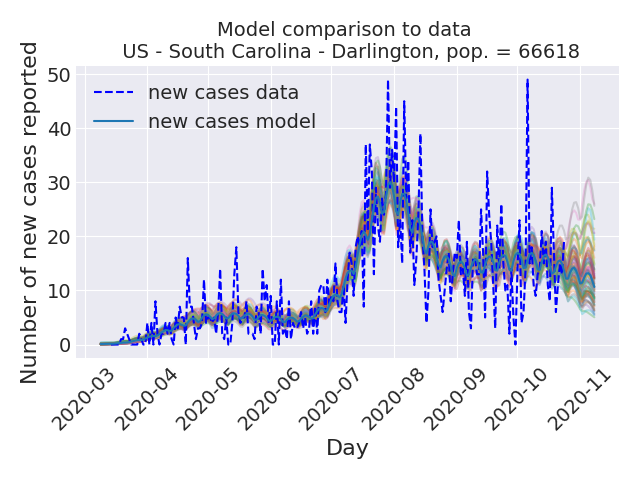 Model comparison to data
US - South Carolina - Darlington, pop. = 66618
Number of new cases reported
50
40
30
20
10
0
new cases data
new cases model
2020-03
2020-04
2020-05
2020-06
2020-07
2020-08
2020-09
2020-10
2020-11
Day